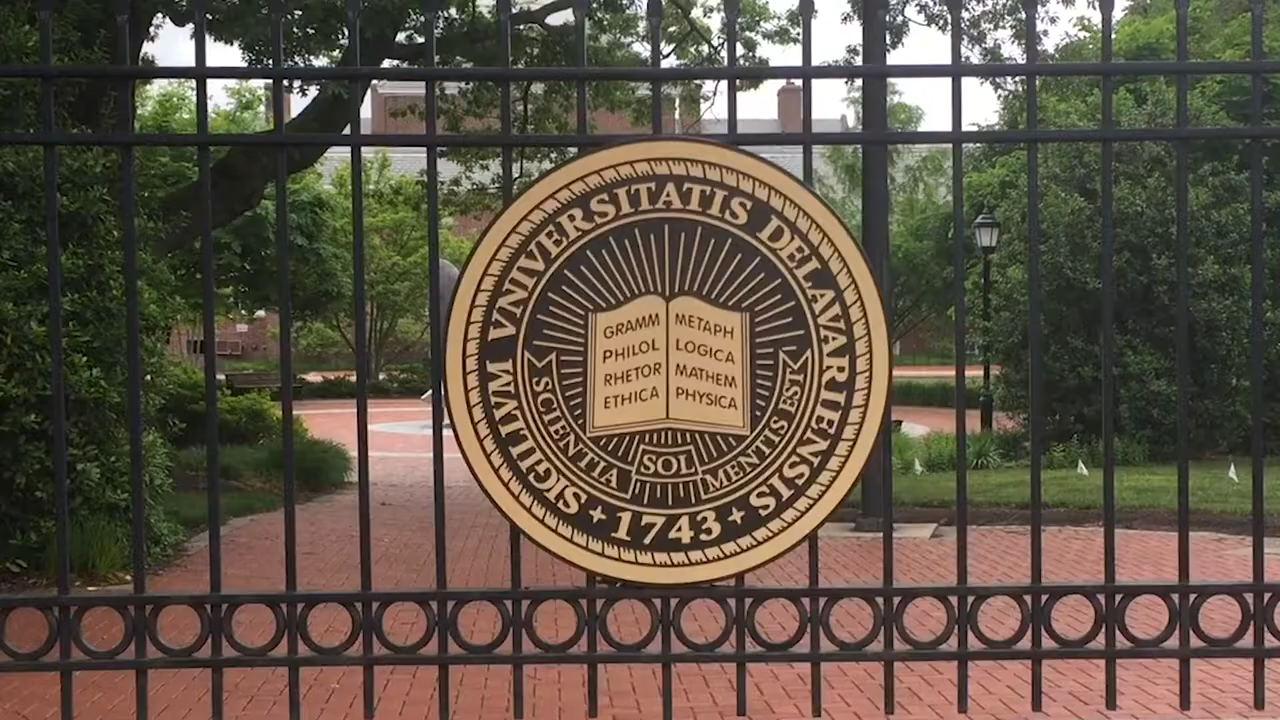 SIGILLVM VNIVERSITATIS DELAVARIENSIS
GRAMM
PHILOL
RHETOR
ETHICA
METAPH
LOGICA
MATHEM
PHYSICA
SCIENTIA SOL MENTIS EST
+ 1743 +